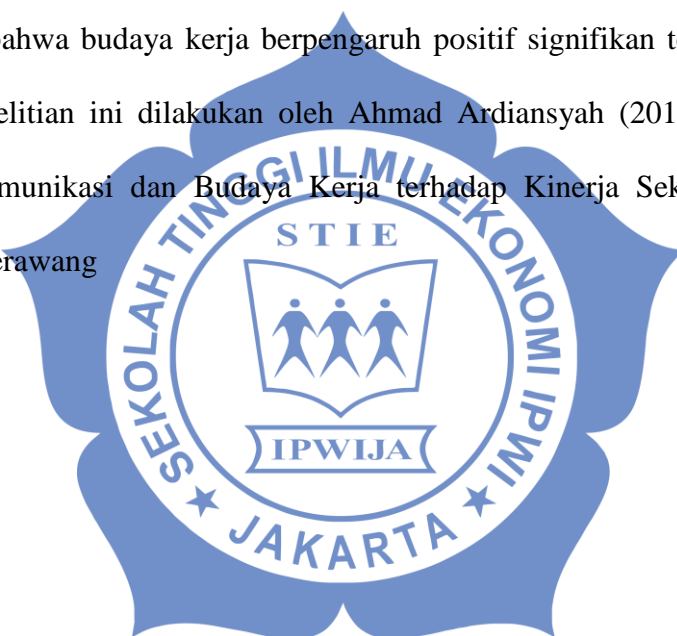 bahwa budaya kerja berpengaruh positif signifikan
elitian ini dilakukan oleh Ahmad Ardiansyah (201
munikasi dan Budaya Kerja terhadap Kinerja Sek
erawang
SEKOLAH TINGGI ILMU EKONOMI IPWI
STIE
IPWIJA
JAKARTA